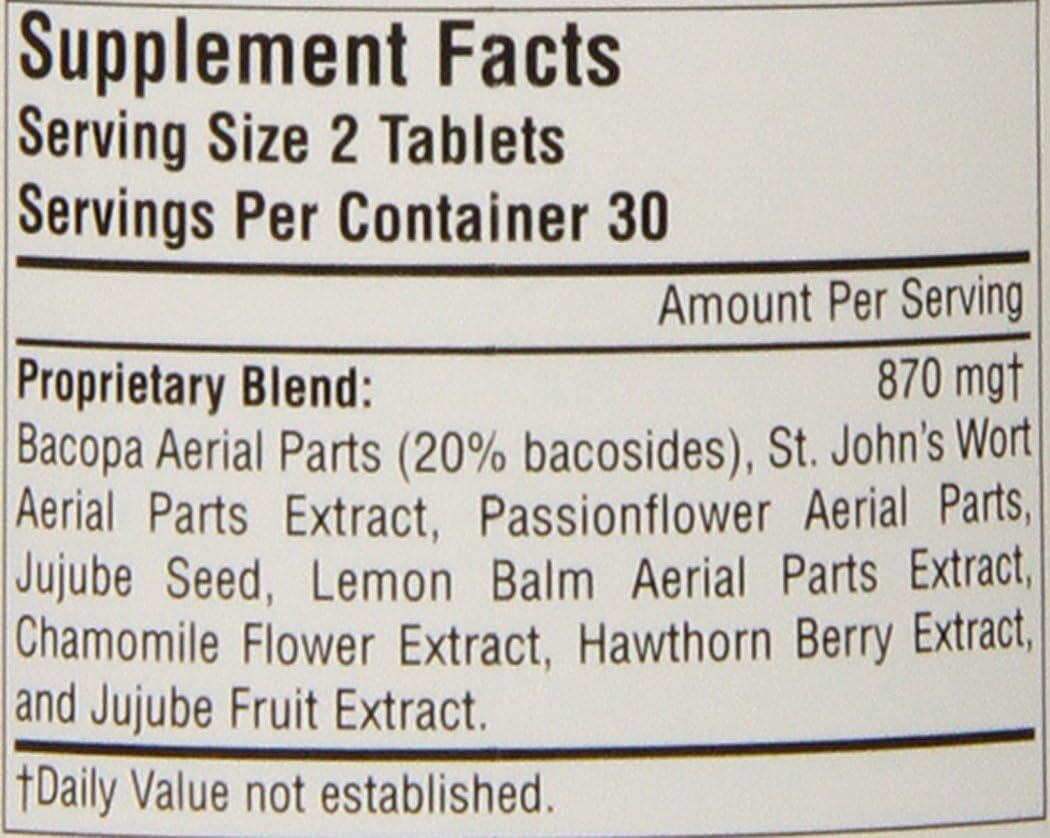 Supplement Facts
Serving Size 2 Tablets
Servings Per Container 30
Amount Per Serving
Proprietary Blend: 870 mg†
Bacopa Aerial Parts (20% bacosides), St. John's Wort
Aerial Parts Extract, Passionflower Aerial Parts,
Jujube Seed, Lemon Balm Aerial Parts Extract,
Chamomile Flower Extract, Hawthorn Berry Extract,
and Jujube Fruit Extract.
†Daily Value not established.